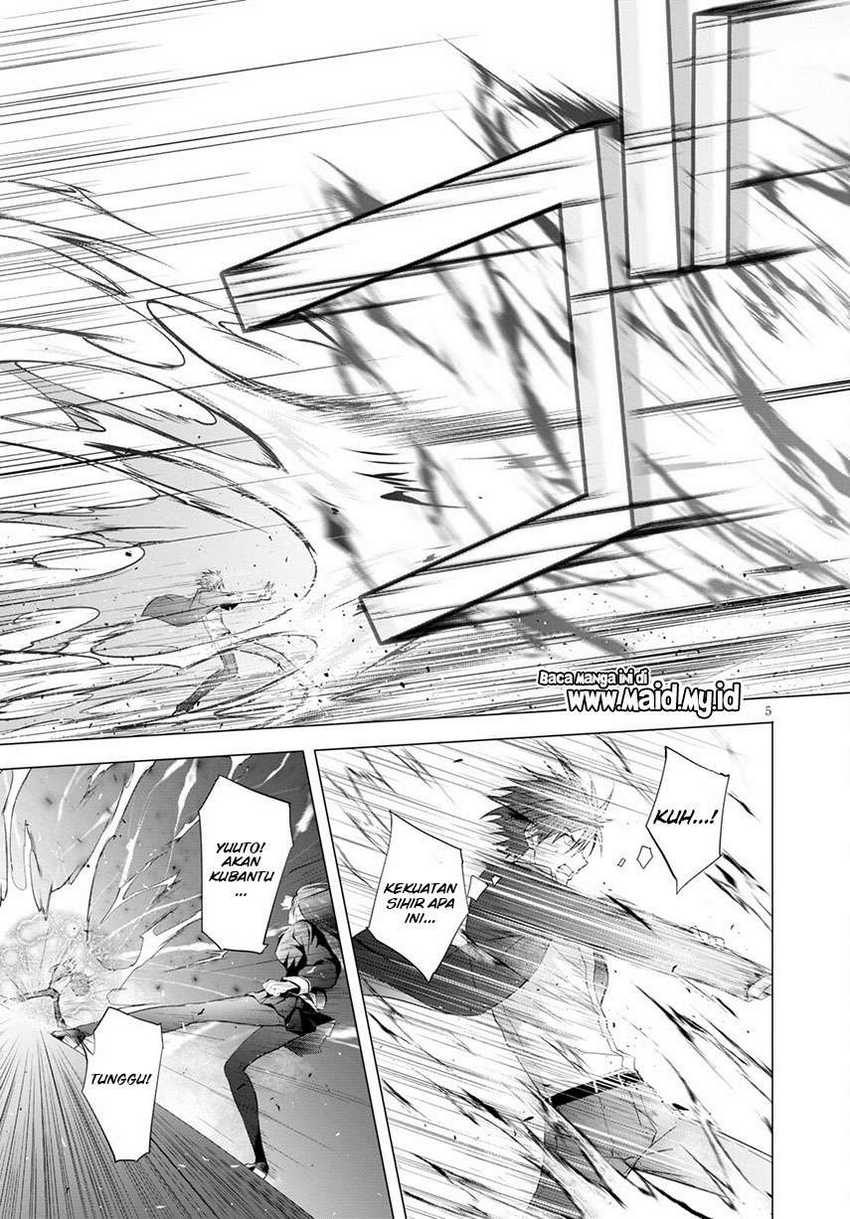 Baca Manga ini di
www.Maid.my.id
5
KUH...!
KEKUATAN
SIHIR APA
INI...
YUUTO!
AKAN
KUBANTU
...
TUNGGU!